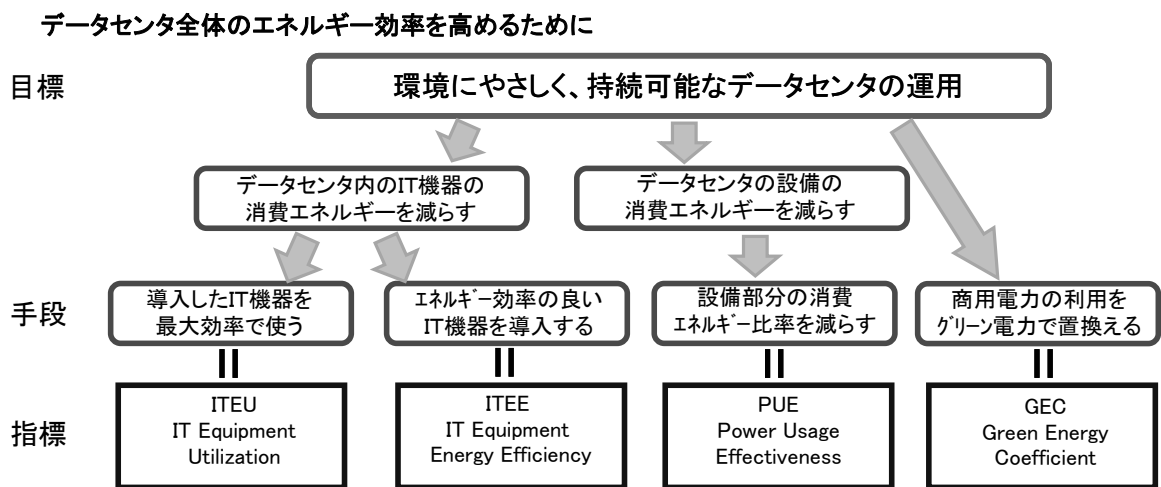 データセンタ全体のエネルギー効率を高めるために
目標
環境にやさしく、持続可能なデータセンタの運用
データセンタ内のIT機器の
消費エネルギーを減らす
データセンタの設備の
消費エネルギーを減らす
手段
導入したIT機器を
最大効率で使う
ｴﾈﾙｷﾞｰ効率の良い
IT機器を導入する
設備部分の消費
ｴﾈﾙｷﾞｰ比率を減らす
商用電力の利用を
ｸﾞﾘｰﾝ電力で置換える
指標
ITEU
IT Equipment
Utilization
ITEE
IT Equipment
Energy Efficiency
PUE
Power Usage
Effectiveness
GEC
Green Energy
Coefficient